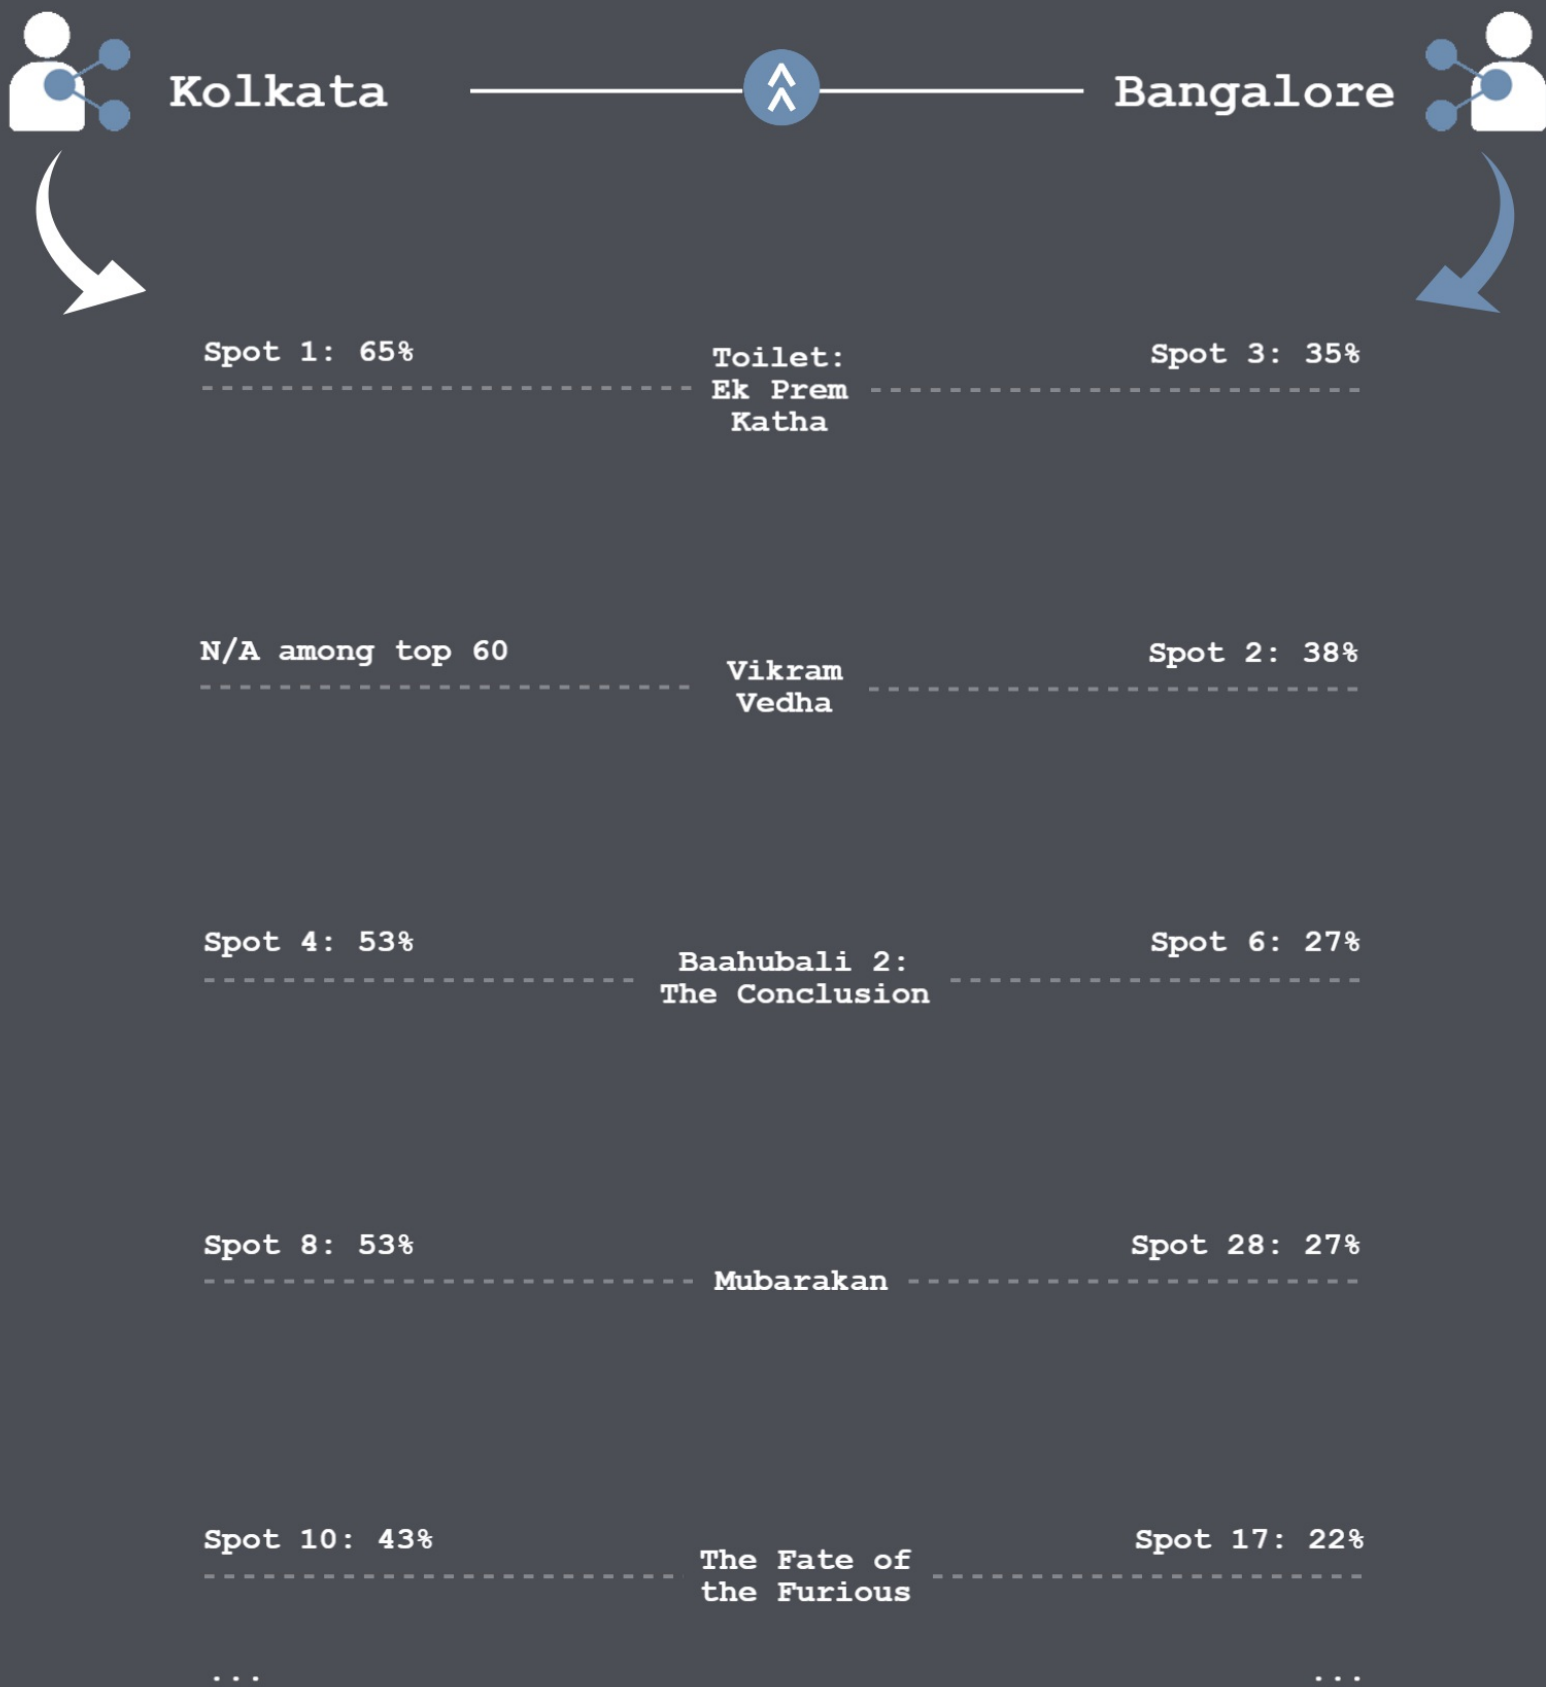 Kolkata
Bangalore
Spot 1: 65%
Toilet:
Ek Prem
Katha
Spot 3: 35%
N/A among top 60
Vikram
Vedha
Spot 2: 38%
Spot 4: 53%
Baahubali 2:
The Conclusion
Spot 6: 27%
Spot 8: 53%
Mubarakan
Spot 28: 27%
Spot 10: 43%
The Fate of
the Furious
Spot 17: 22%
...
...